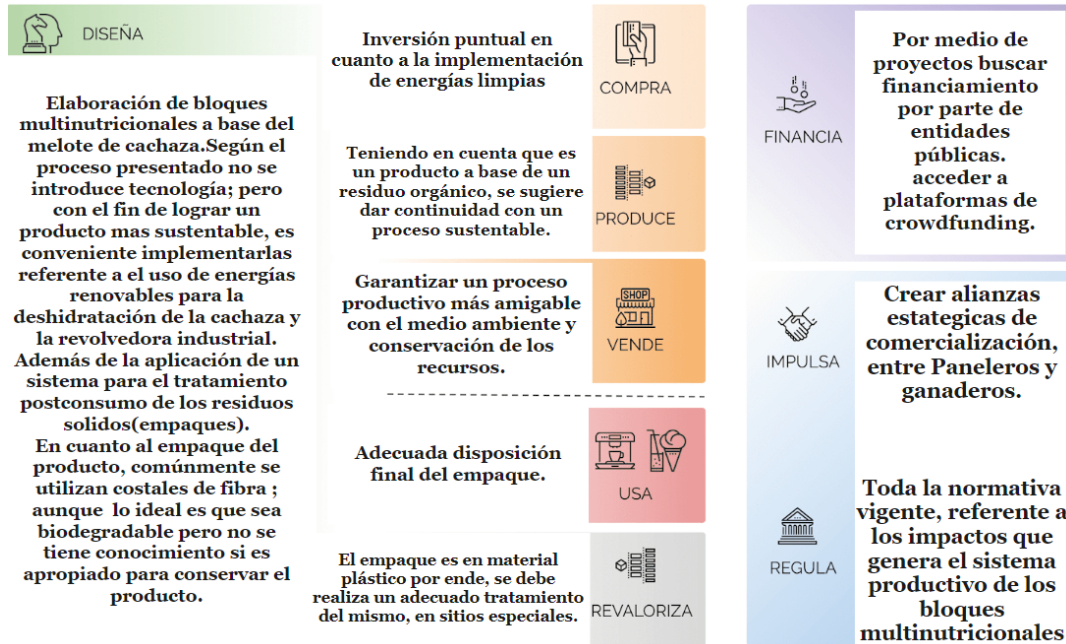 DISEÑA
Elaboración de bloques
multinutricionales a base del
melote de cachaza.Según el
proceso presentado no se
introduce tecnología; pero
con el fin de lograr un
producto mas sustentable, es
conveniente implementarlas
referente a el uso de energías
renovables para la
deshidratación de la cachaza y
la revolvedora industrial.
Además de la aplicación de un
sistema para el tratamiento
postconsumo de los residuos
solidos(empaques).
En cuanto al empaque del
producto, comúnmente se
utilizan costales de fibra ;
aunque lo ideal es que sea
biodegradable pero no se
tiene conocimiento si es
apropiado para conservar el
producto.
Inversión puntual en
cuanto a la implementación
de energías limpias
COMPRA
Teniendo en cuenta que es
un producto a base de un
residuo orgánico, se sugiere
dar continuidad con un
proceso sustentable.
PRODUCE
Garantizar un proceso
productivo más amigable
con el medio ambiente y
conservación de los
recursos.
SHOP
VENDE
Adecuada disposición
final del empaque.
USA
El empaque es en material
plástico por ende, se debe
realiza un adecuado tratamiento
del mismo, en sitios especiales.
REVALORIZA
FINANCIA
Por medio de
proyectos buscar
financiamiento
por parte de
entidades
públicas.
acceder a
plataformas de
crowdfunding.
IMPULSA
Crear alianzas
estategicas de
comercialización,
entre Paneleros y
ganaderos.
REGULA
Toda la normativa
vigente, referente a
los impactos que
genera el sistema
productivo de los
bloques
multinutricionales